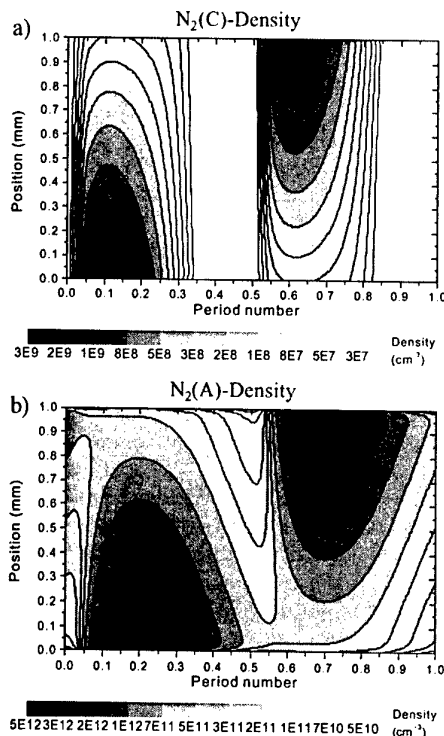 N2(C)-Density
a)
1.0
0.9
0.8
0.7
0.6
0.5
0.4
0.3
0.2
0.1
0.0
Position (mm)
0.0 0.1 0.2 0.3 0.4 0.5 0.6 0.7 0.8 0.9 1.0
Period number
3E9 2E9 1E9 8E8 5E8 3E8 2E8 1E8 8E7 5E7 3E7
Density
(cm⁻³)
N2(A)-Density
b)
1.0
0.9
0.8
0.7
0.6
0.5
0.4
0.3
0.2
0.1
0.0
Position (mm)
0.0 0.1 0.2 0.3 0.4 0.5 0.6 0.7 0.8 0.9 1.0
Period number
5E123E12 2E12 1E127E11 5E113E112E11 1E117E10 5E10
Density
(cm⁻³)